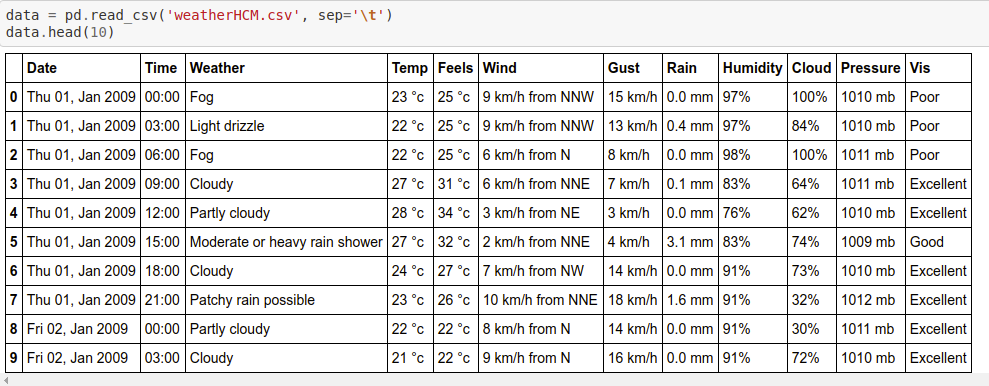 data = pd.read_csv('weatherHCM.csv', sep='\t')
data.head(10)
Date Time Weather Temp Feels Wind Gust Rain Humidity Cloud Pressure Vis
0 Thu 01, Jan 2009 00:00 Fog 23 °c 25 °c 9 km/h from NNW 15 km/h 0.0 mm 97% 100% 1010 mb Poor
1 Thu 01, Jan 2009 03:00 Light drizzle 22 °c 25 °c 9 km/h from NNW 13 km/h 0.4 mm 97% 84% 1010 mb Poor
2 Thu 01, Jan 2009 06:00 Fog 22 °c 25 °c 6 km/h from N 8 km/h 0.0 mm 98% 100% 1011 mb Poor
3 Thu 01, Jan 2009 09:00 Cloudy 27 °c 31 °c 6 km/h from NNE 7 km/h 0.1 mm 83% 64% 1011 mb Excellent
4 Thu 01, Jan 2009 12:00 Partly cloudy 28 °c 34 °c 3 km/h from NE 3 km/h 0.0 mm 76% 62% 1010 mb Excellent
5 Thu 01, Jan 2009 15:00 Moderate or heavy rain shower 27 °c 32 °c 2 km/h from NNE 4 km/h 3.1 mm 83% 74% 1009 mb Good
6 Thu 01, Jan 2009 18:00 Cloudy 24 °c 27 °c 7 km/h from NW 14 km/h 0.0 mm 91% 73% 1010 mb Excellent
7 Thu 01, Jan 2009 21:00 Patchy rain possible 23 °c 26 °c 10 km/h from NNE 18 km/h 1.6 mm 91% 32% 1012 mb Excellent
8 Fri 02, Jan 2009 00:00 Partly cloudy 22 °c 22 °c 8 km/h from N 14 km/h 0.0 mm 91% 30% 1011 mb Excellent
9 Fri 02, Jan 2009 03:00 Cloudy 21 °c 22 °c 9 km/h from N 16 km/h 0.0 mm 91% 72% 1010 mb Excellent